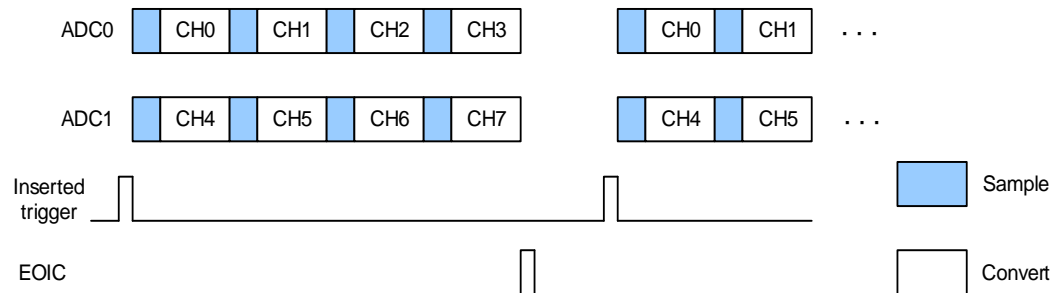 ADC0 CH0 CH1 CH2 CH3 CH0 CH1 . . .
ADC1 CH4 CH5 CH6 CH7 CH4 CH5 . . .
Inserted
trigger
Sample
EOIC
Convert